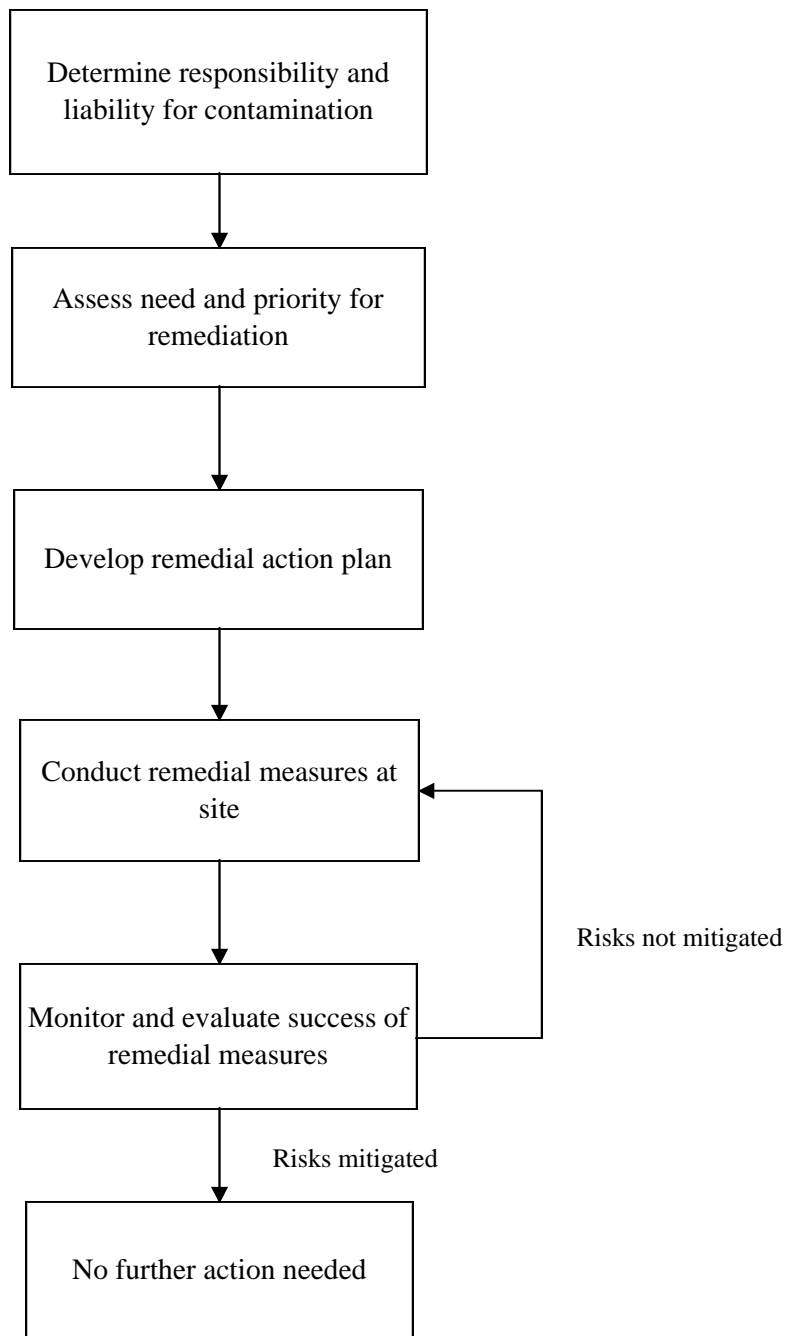 Determine responsibility and
liability for contamination
Assess need and priority for
remediation
Develop remedial action plan
Conduct remedial measures at
site
Risks not mitigated
Monitor and evaluate success of
remedial measures
Risks mitigated
No further action needed